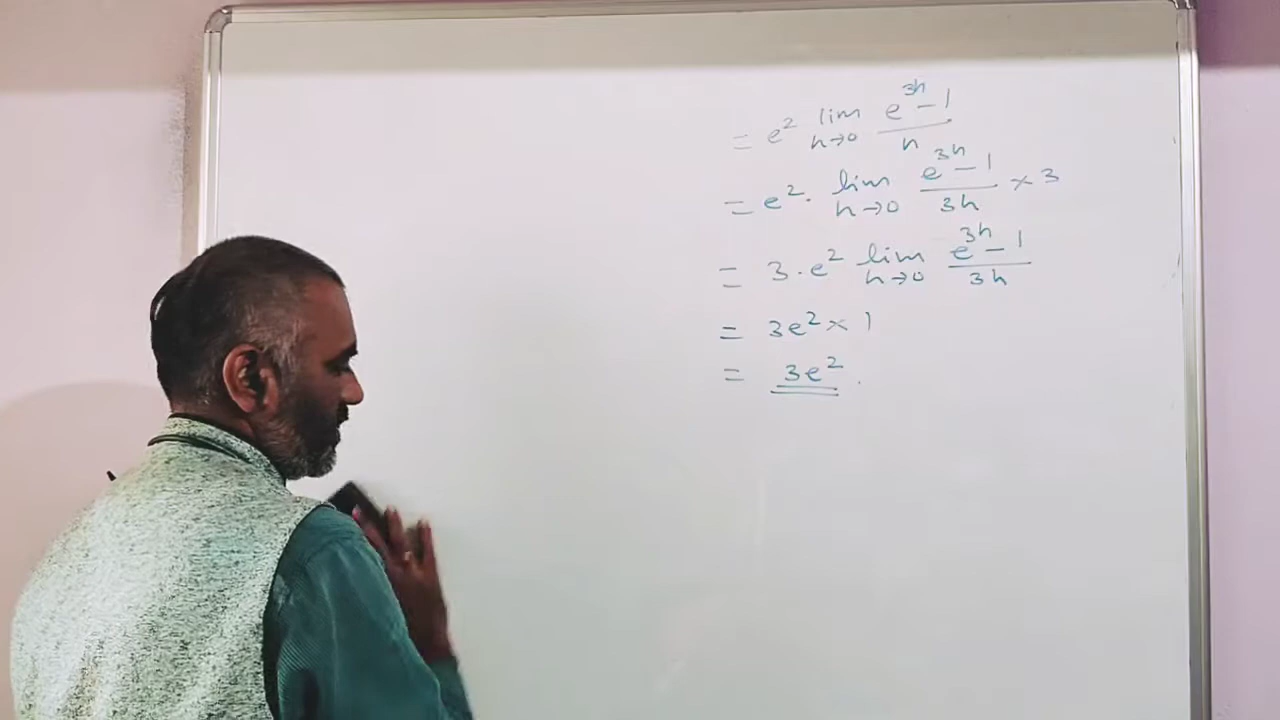 = e² lim h→0 (e^{3h} - 1)/h
= e² · lim h→0 (e^{3h} - 1)/3h × 3
= 3 · e² lim h→0 (e^{3h} - 1)/3h
= 3e² × 1
= 3e².